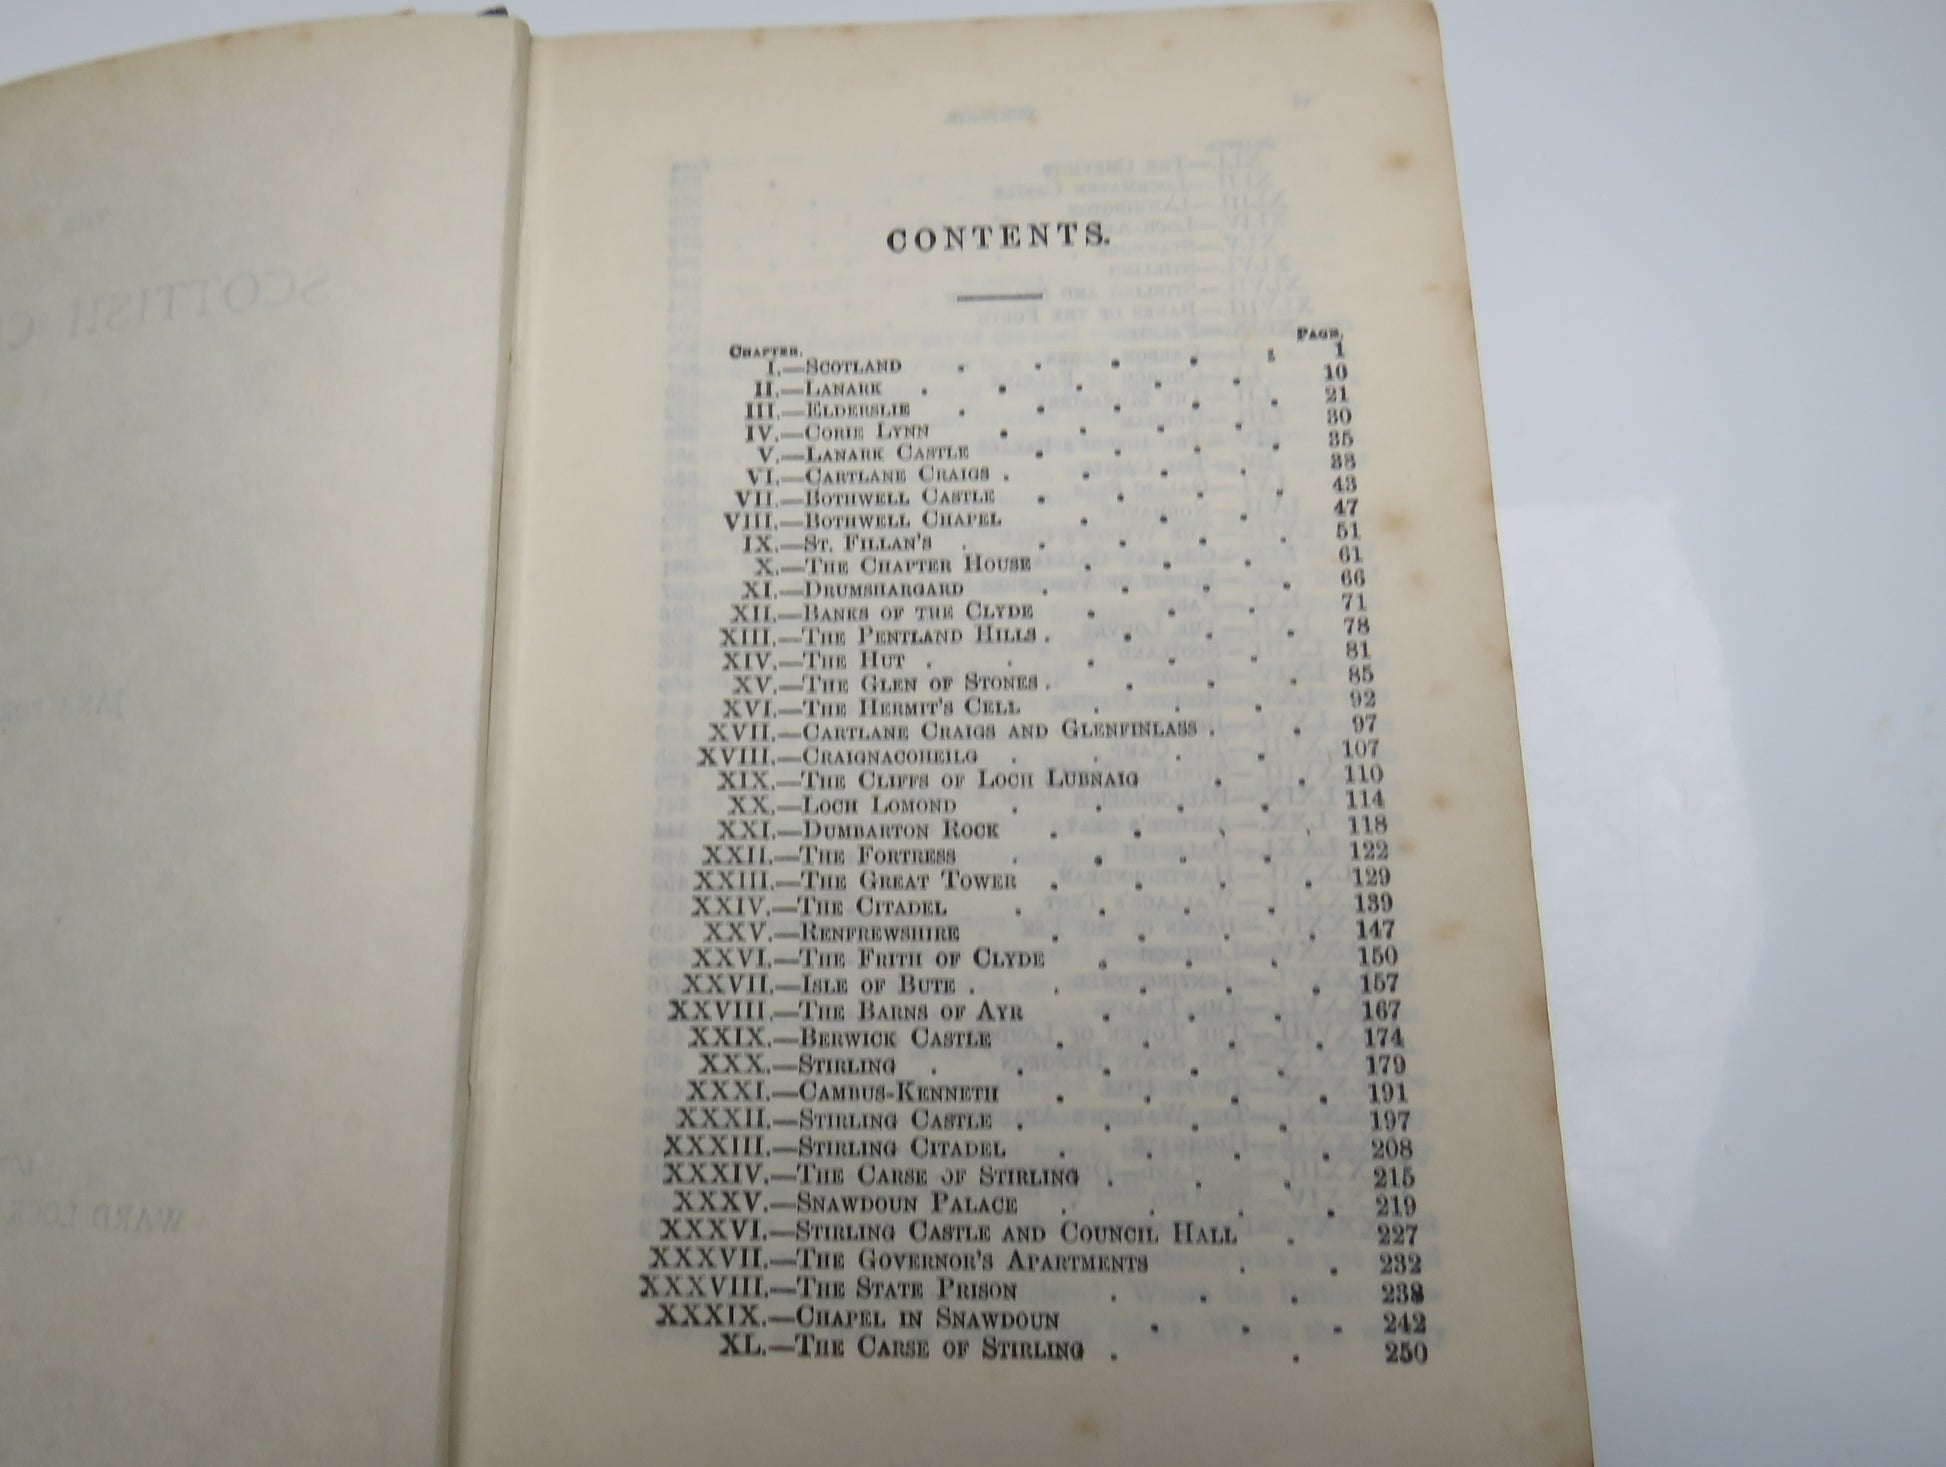 CONTENTS.
CHAPTER. PAGE.
I.—SCOTLAND . . . . . 1
II.—LANARK . . . . . 10
III.—ELDERSLIE . . . . . 21
IV.—CORIE LYNN . . . . 30
V.—LANARK CASTLE . . . . 35
VI.—CARTLANE CRAIGS . . . . 38
VII.—BOTHWELL CASTLE . . . . 43
VIII.—BOTHWELL CHAPEL . . . 47
IX.—ST. FILLAN'S . . . . . 51
X.—THE CHAPTER HOUSE . . . 61
XI.—DRUMSHARGARD . . . . 66
XII.—BANKS OF THE CLYDE . . . 71
XIII.—THE PENTLAND HILLS . . . . 78
XIV.—THE HUT . . . . . 81
XV.—THE GLEN OF STONES . . . . 85
XVI.—THE HERMIT'S CELL . . . 92
XVII.—CARTLANE CRAIGS AND GLENFINLASS . . 97
XVIII.—CRAIGNACOHEILG . . . . 107
XIX.—THE CLIFFS OF LOCH LUBNAIG . . 110
XX.—LOCH LOMOND . . . . 114
XXI.—DUMBARTON ROCK . . . . 118
XXII.—THE FORTRESS . . . . 122
XXIII.—THE GREAT TOWER . . . . 129
XXIV.—THE CITADEL . . . . 139
XXV.—RENFREWSHIRE . . . . 147
XXVI.—THE FRITH OF CLYDE . . . 150
XXVII.—ISLE OF BUTE . . . . . 157
XXVIII.—THE BARNS OF AYR . . . 167
XXIX.—BERWICK CASTLE . . . . 174
XXX.—STIRLING . . . . . 179
XXXI.—CAMBUS-KENNETH . . . . 191
XXXII.—STIRLING CASTLE . . . . 197
XXXIII.—STIRLING CITADEL . . . . 208
XXXIV.—THE CARSE OF STIRLING . . . 215
XXXV.—SNAWDOUN PALACE . . . . 219
XXXVI.—STIRLING CASTLE AND COUNCIL HALL . 227
XXXVII.—THE GOVERNOR'S APARTMENTS . . 232
XXXVIII.—THE STATE PRISON . . . 238
XXXIX.—CHAPEL IN SNAWDOUN . . . 242
XL.—THE CARSE OF STIRLING . . 250